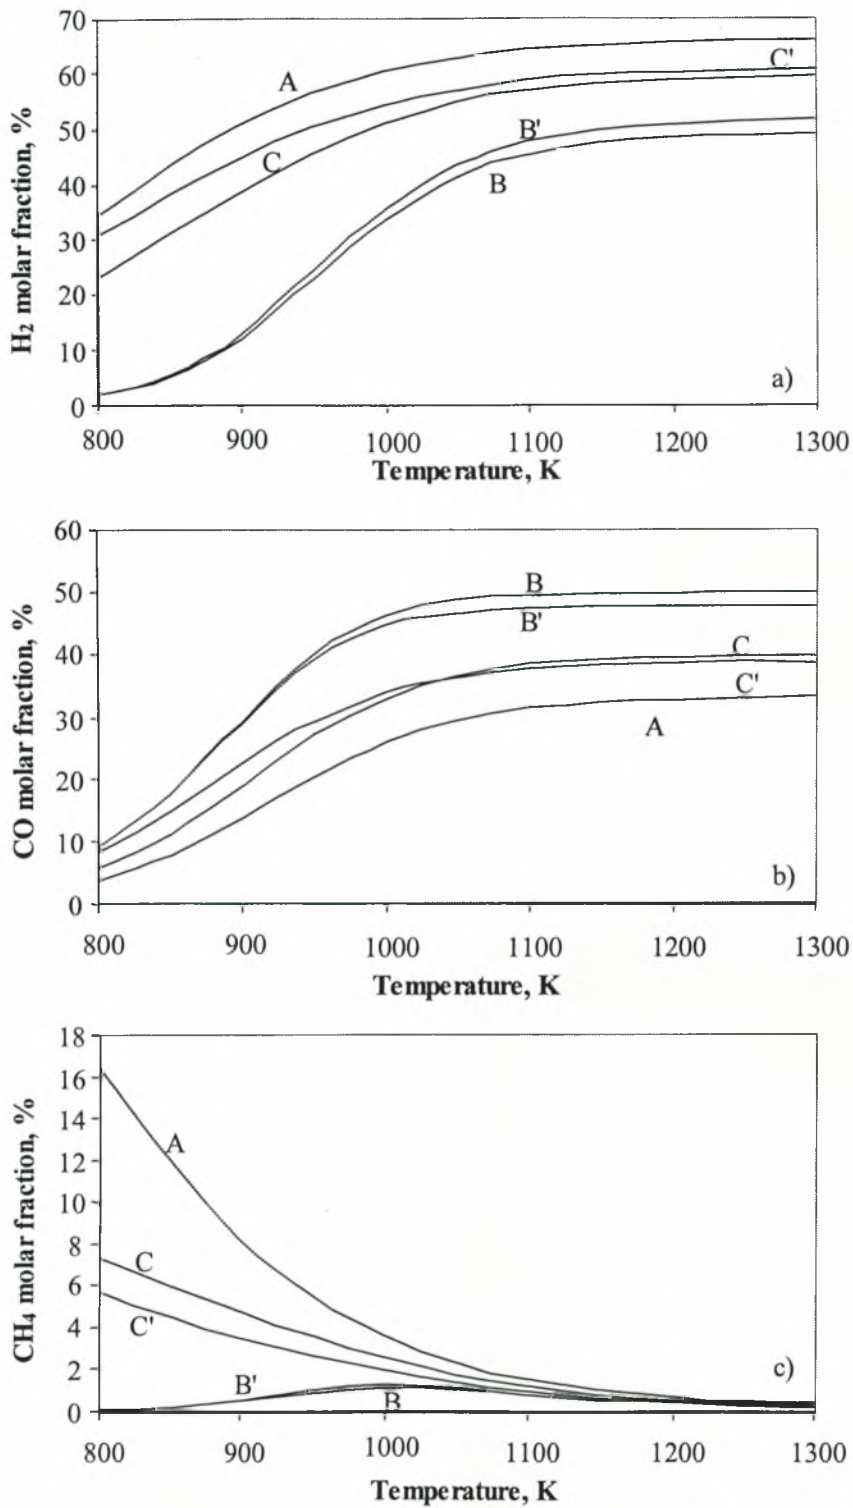 70
60
50
40
30
20
10
0
H2 molar fraction, %
A
C'
C
B'
B
a)
800 900 1000 1100 1200 1300
Temperature, K
60
50
40
30
20
10
0
CO molar fraction, %
B
B'
C
C'
A
b)
800 900 1000 1100 1200 1300
Temperature, K
18
16
14
12
10
8
6
4
2
0
CH4 molar fraction, %
A
C
C'
B'
B
c)
800 900 1000 1100 1200 1300
Temperature, K